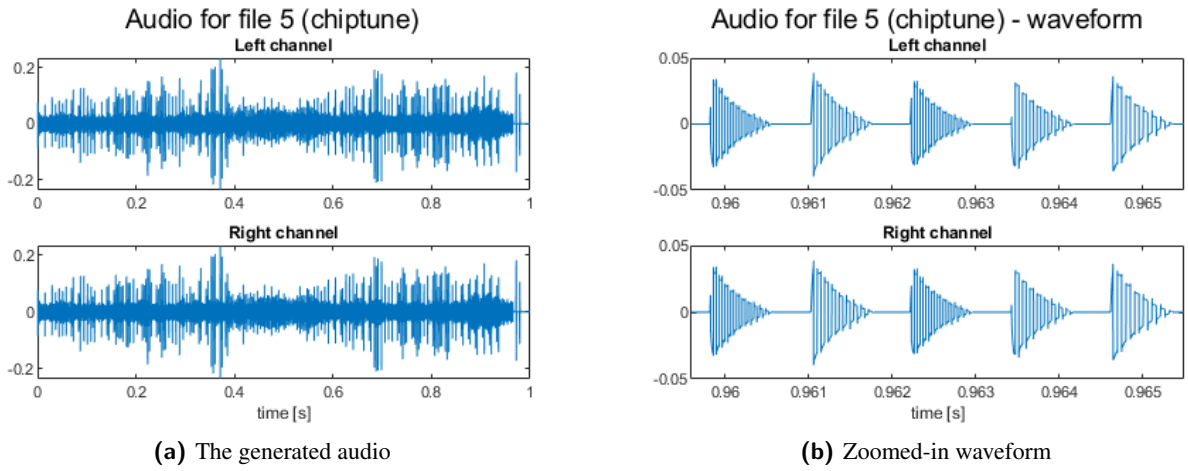 Audio for file 5 (chiptune)
Left channel
0.2
0
-0.2
0 0.2 0.4 0.6 0.8 1
Right channel
0.2
0
-0.2
0 0.2 0.4 0.6 0.8 1
time [s]
(a) The generated audio
Audio for file 5 (chiptune) - waveform
Left channel
0.05
0
-0.05
0.96 0.961 0.962 0.963 0.964 0.965
Right channel
0.05
0
-0.05
0.96 0.961 0.962 0.963 0.964 0.965
time [s]
(b) Zoomed-in waveform